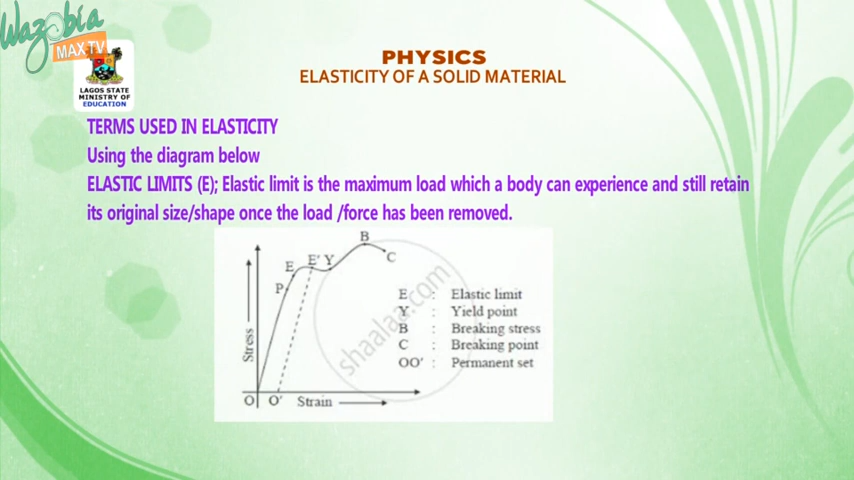 Wazobia
MAX TV
LAGOS STATE
MINISTRY OF
EDUCATION
PHYSICS
ELASTICITY OF A SOLID MATERIAL
TERMS USED IN ELASTICITY
Using the diagram below
ELASTIC LIMITS (E); Elastic limit is the maximum load which a body can experience and still retain
its original size/shape once the load /force has been removed.
B
E E' Y C
P
Stress
O O' Strain
E : Elastic limit
Y : Yield point
B : Breaking stress
C : Breaking point
OO' : Permanent set
shaalaa.com